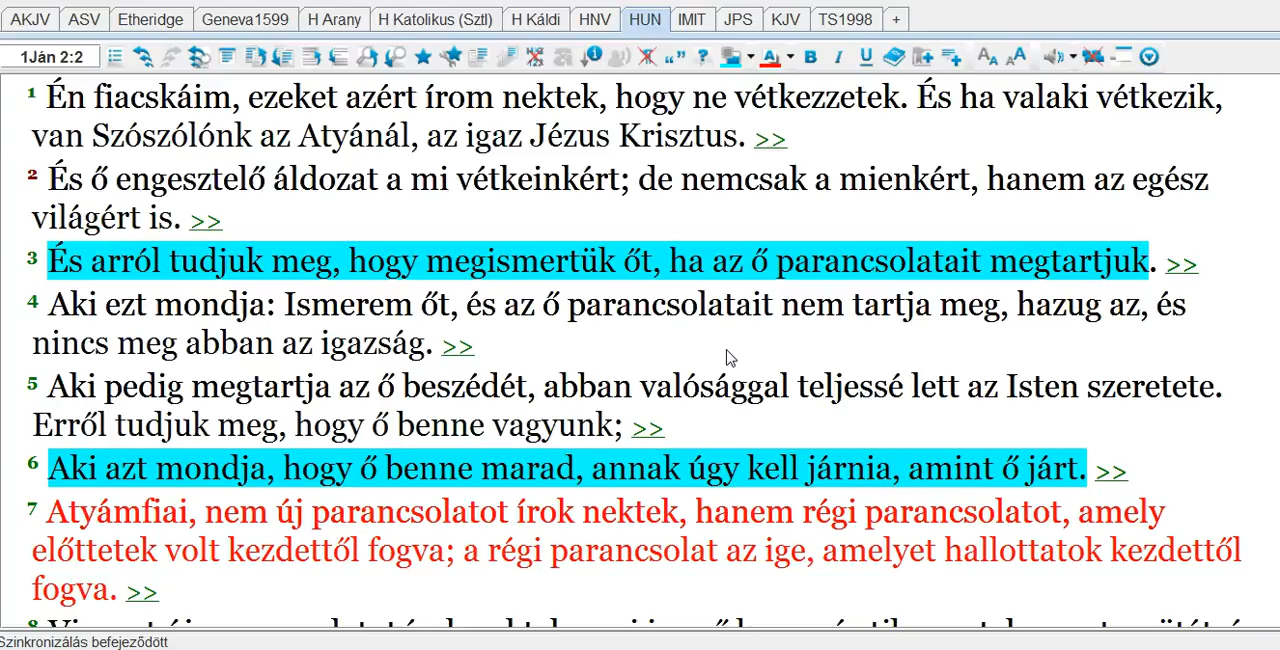 AKJV ASV Etheridge Geneva1599 H Arany H Katolikus (Sztl) H Káldi HNV HUN IMIT JPS KJV TS1998 +
1Ján 2:2
1 Én fiacskáim, ezeket azért írom nektek, hogy ne vétkezzetek. És ha valaki vétkezik,
van Szószólónk az Atyánál, az igaz Jézus Krisztus. >>
2 És ő engesztelő áldozat a mi vétkeinkért; de nemcsak a mienkért, hanem az egész
világért is. >>
3 És arról tudjuk meg, hogy megismertük őt, ha az ő parancsolatait megtartjuk. >>
4 Aki ezt mondja: Ismerem őt, és az ő parancsolatait nem tartja meg, hazug az, és
nincs meg abban az igazság. >>
5 Aki pedig megtartja az ő beszédét, abban valósággal teljessé lett az Isten szeretete.
Erről tudjuk meg, hogy ő benne vagyunk; >>
6 Aki azt mondja, hogy ő benne marad, annak úgy kell járnia, amint ő járt. >>
7 Atyámfiai, nem új parancsolatot írok nektek, hanem régi parancsolatot, amely
előttetek volt kezdettől fogva; a régi parancsolat az ige, amelyet hallottatok kezdettől
fogva. >>
8
Szinkronizálás befejeződött